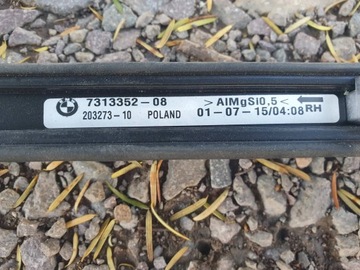 7313352-08 >AlMgSi0,5<
203273-10 POLAND 01-07-15/04:08 RH